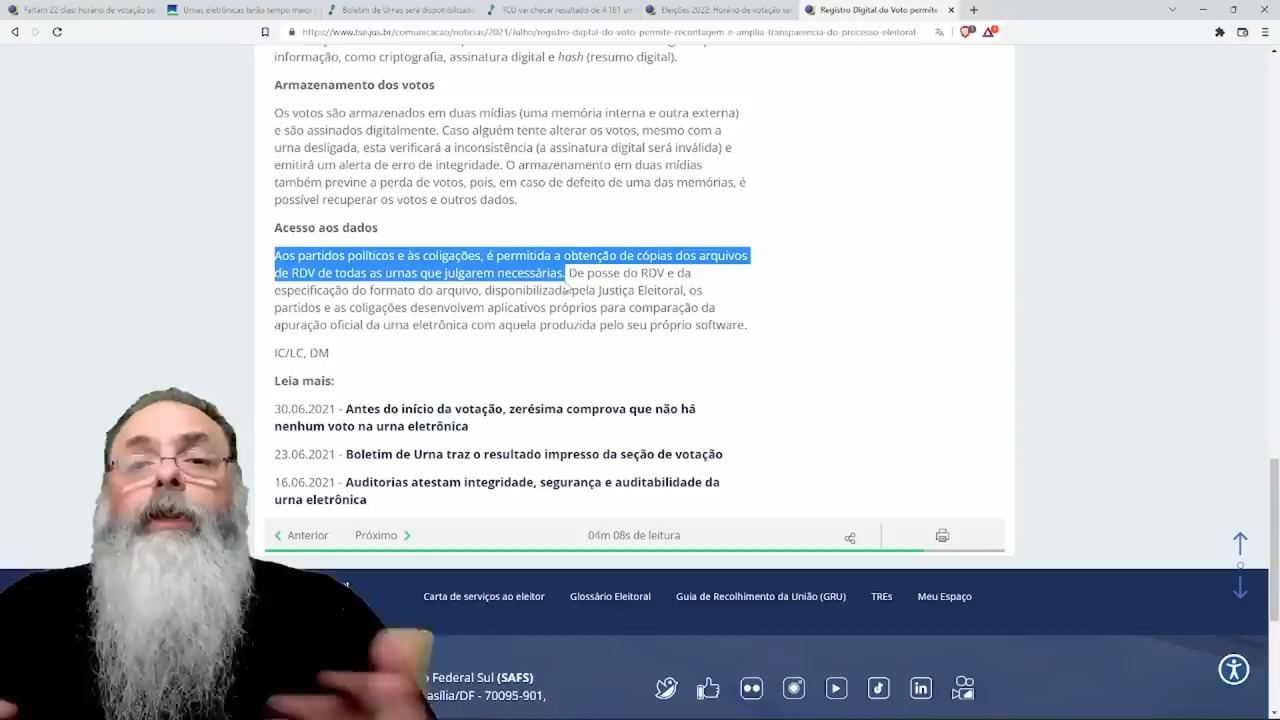 Faltam 22 dias: horário de votação se
Urnas eletrônicas terão tempo maior
Boletim de Urnas será disponibilizado
TCU vai checar resultado de 4.161 ur
Eleições 2022: Horário de votação se
Registro Digital do Voto permite
https://www.tse.jus.br/comunicacao/noticias/2021/Julho/registro-digital-do-voto-permite-recontagem-e-amplia-transparencia-do-processo-eleitoral
informação, como criptografia, assinatura digital e hash (resumo digital).
Armazenamento dos votos
Os votos são armazenados em duas mídias (uma memória interna e outra externa)
e são assinados digitalmente. Caso alguém tente alterar os votos, mesmo com a
urna desligada, esta verificará a inconsistência (a assinatura digital será inválida) e
emitirá um alerta de erro de integridade. O armazenamento em duas mídias
também previne a perda de votos, pois, em caso de defeito de uma das memórias, é
possível recuperar os votos e outros dados.
Acesso aos dados
Aos partidos políticos e às coligações, é permitida a obtenção de cópias dos arquivos
de RDV de todas as urnas que julgarem necessárias. De posse do RDV e da
especificação do formato do arquivo, disponibilizada pela Justiça Eleitoral, os
partidos e as coligações desenvolvem aplicativos próprios para comparação da
apuração oficial da urna eletrônica com aquela produzida pelo seu próprio software.
IC/LC, DM
Leia mais:
30.06.2021 - Antes do início da votação, zerésima comprova que não há
nenhum voto na urna eletrônica
23.06.2021 - Boletim de Urna traz o resultado impresso da seção de votação
16.06.2021 - Auditorias atestam integridade, segurança e auditabilidade da
urna eletrônica
Anterior Próximo 04m 08s de leitura
Carta de serviços ao eleitor Glossário Eleitoral Guia de Recolhimento da União (GRU) TREs Meu Espaço
o Federal Sul (SAFS)
asília/DF - 70095-901,